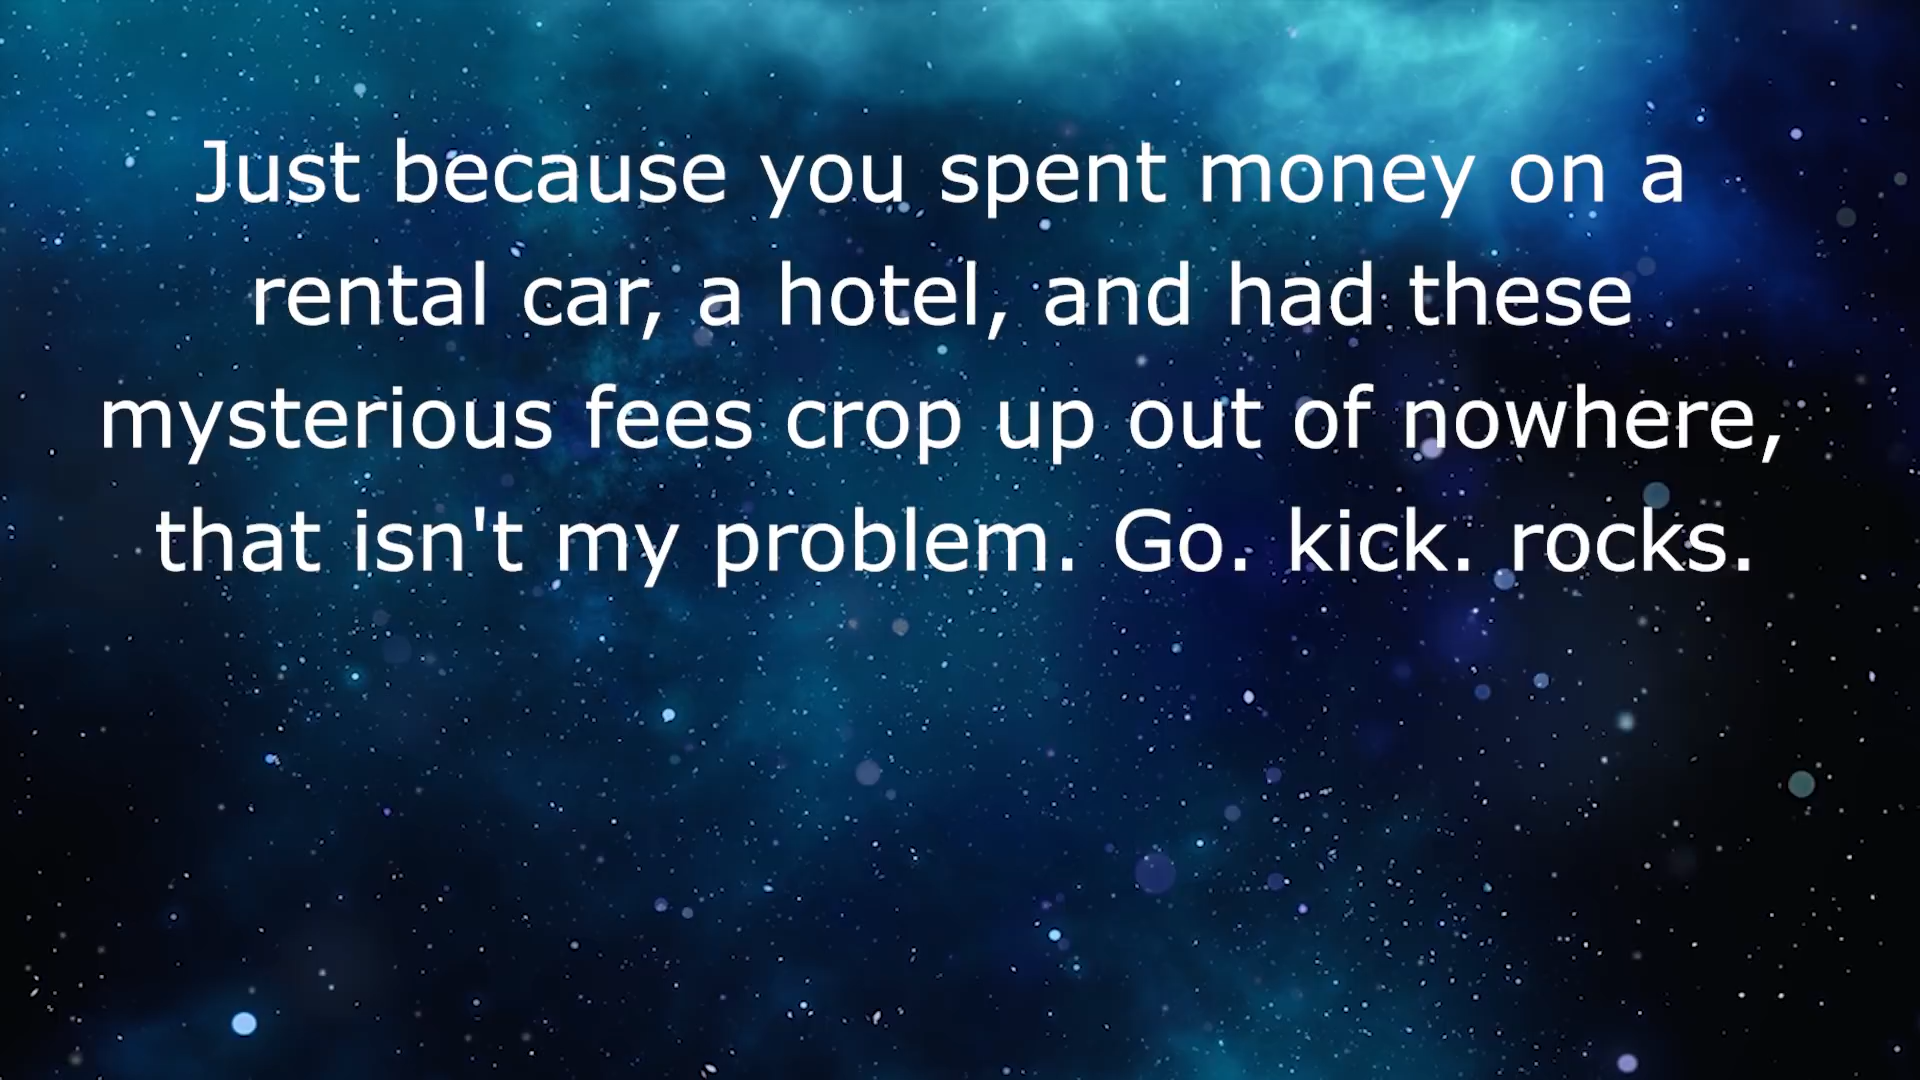 Just because you spent money on a
rental car, a hotel, and had these
mysterious fees crop up out of nowhere,
that isn't my problem. Go. kick. rocks.